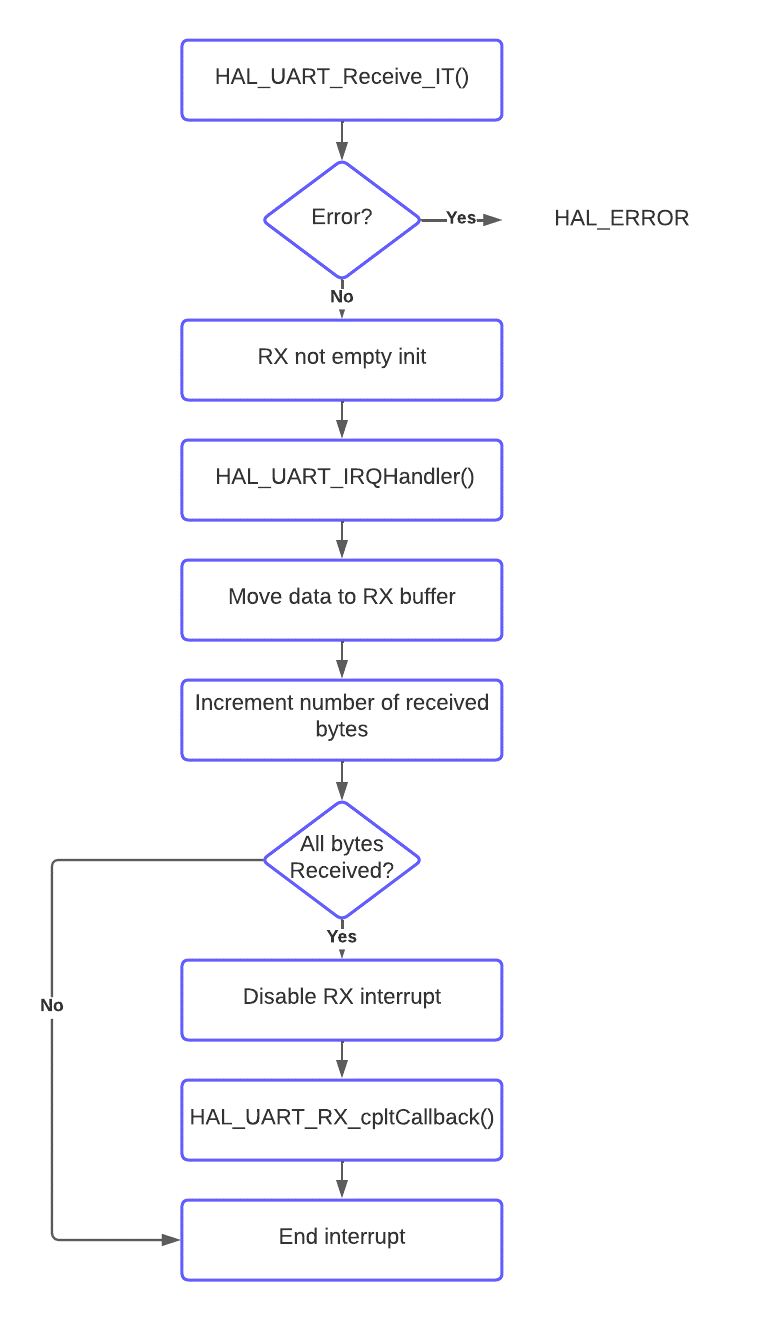 HAL_UART_Receive_IT()
Error?
Yes
HAL_ERROR
No
RX not empty init
HAL_UART_IRQHandler()
Move data to RX buffer
Increment number of received
bytes
All bytes
Received?
Yes
Disable RX interrupt
No
HAL_UART_RX_cpltCallback()
End interrupt